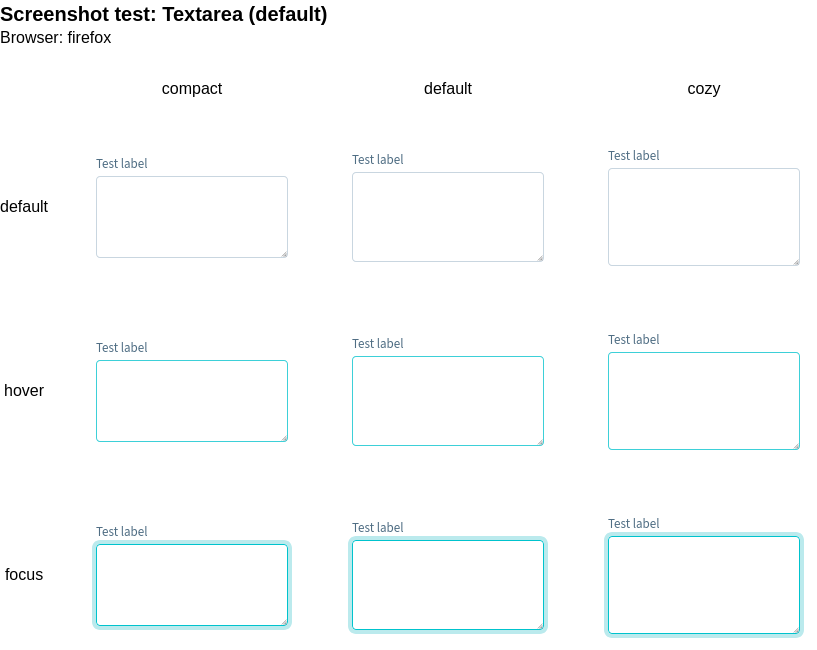 Screenshot test: Textarea (default)
Browser: firefox
compact default cozy
Test label Test label Test label
default
Test label Test label Test label
hover
Test label Test label Test label
focus